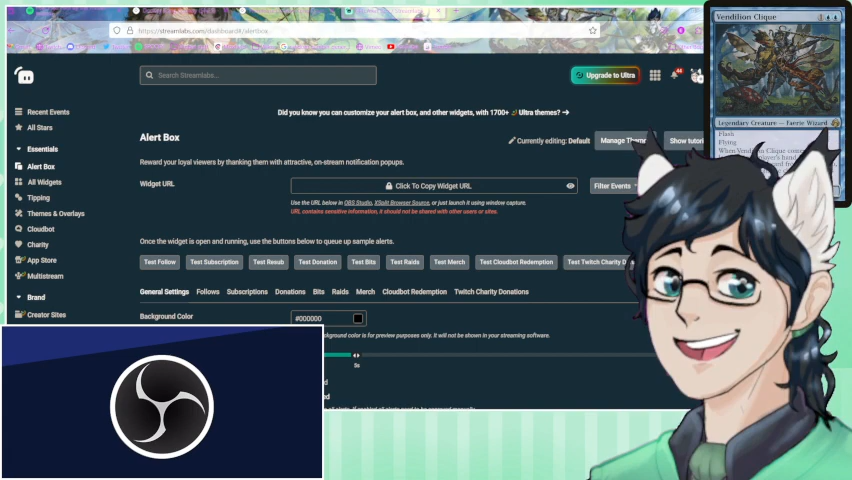 https://streamlabs.com/dashboard#/alertbox
Vendilion Clique
Search Streamlabs...
Upgrade to Ultra
44
Recent Events
Did you know you can customize your alert box, and other widgets, with 1700+ Ultra themes? →
All Stars
Legendary Creature — Faerie Wizard
Flash
Flying
Essentials
Alert Box
Currently editing: Default
Manage Theme
Show tutori
Alert Box
Reward your loyal viewers by thanking them with attractive, on-stream notification popups.
All Widgets
Widget URL
Click To Copy Widget URL
Filter Events
Tipping
Use the URL below in OBS Studio, XSplit Browser Source, or just launch it using window capture.
URL contains sensitive information, it should not be shared with other users or sites.
Themes & Overlays
Cloudbot
Once the widget is open and running, use the buttons below to queue up sample alerts.
Charity
App Store
Test Follow
Test Subscription
Test Resub
Test Donation
Test Bits
Test Raids
Test Merch
Test Cloudbot Redemption
Test Twitch Charity Do
Multistream
General Settings
Follows
Subscriptions
Donations
Bits
Raids
Merch
Cloudbot Redemption
Twitch Charity Donations
Brand
Creator Sites
Background Color
#000000
ckground color is for preview purposes only. It will not be shown in your streaming software.
9s